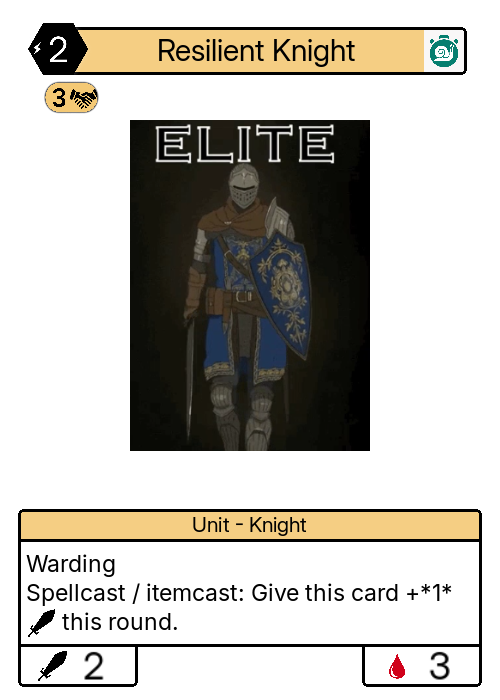 2
Resilient Knight
3
ELITE
Unit - Knight
Warding
Spellcast / itemcast: Give this card +*1*
this round.
2
3